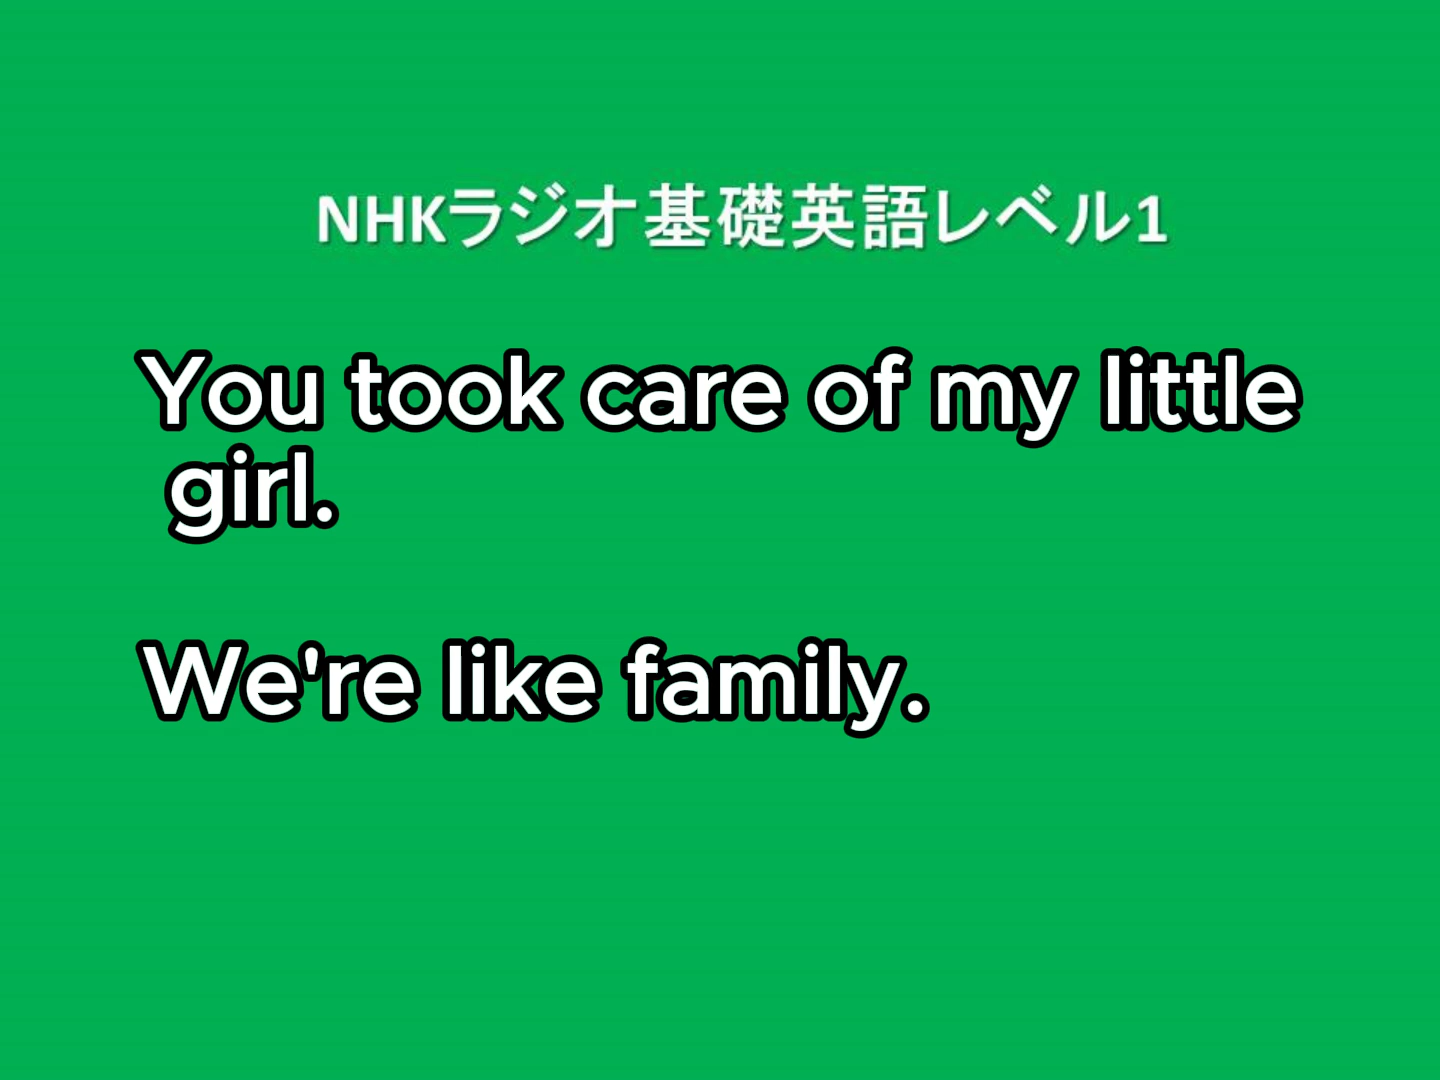 NHKラジオ基礎英語レベル1
You took care of my little
girl.
We're like family.